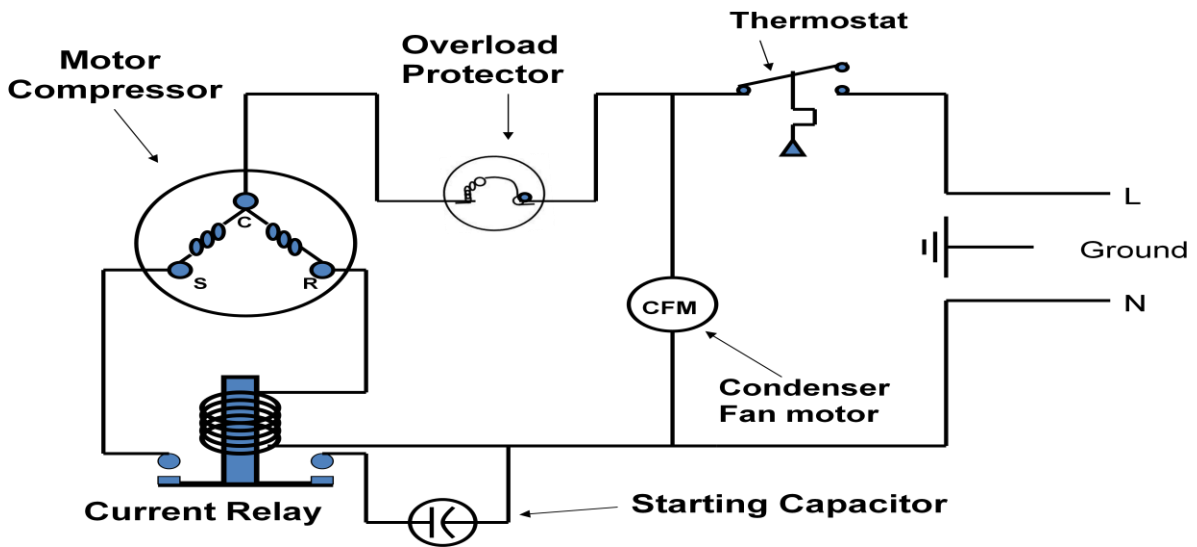 Thermostat
Overload
Protector
Motor
Compressor
C
S
R
L
Ground
N
CFM
Condenser
Fan motor
Current Relay
Starting Capacitor